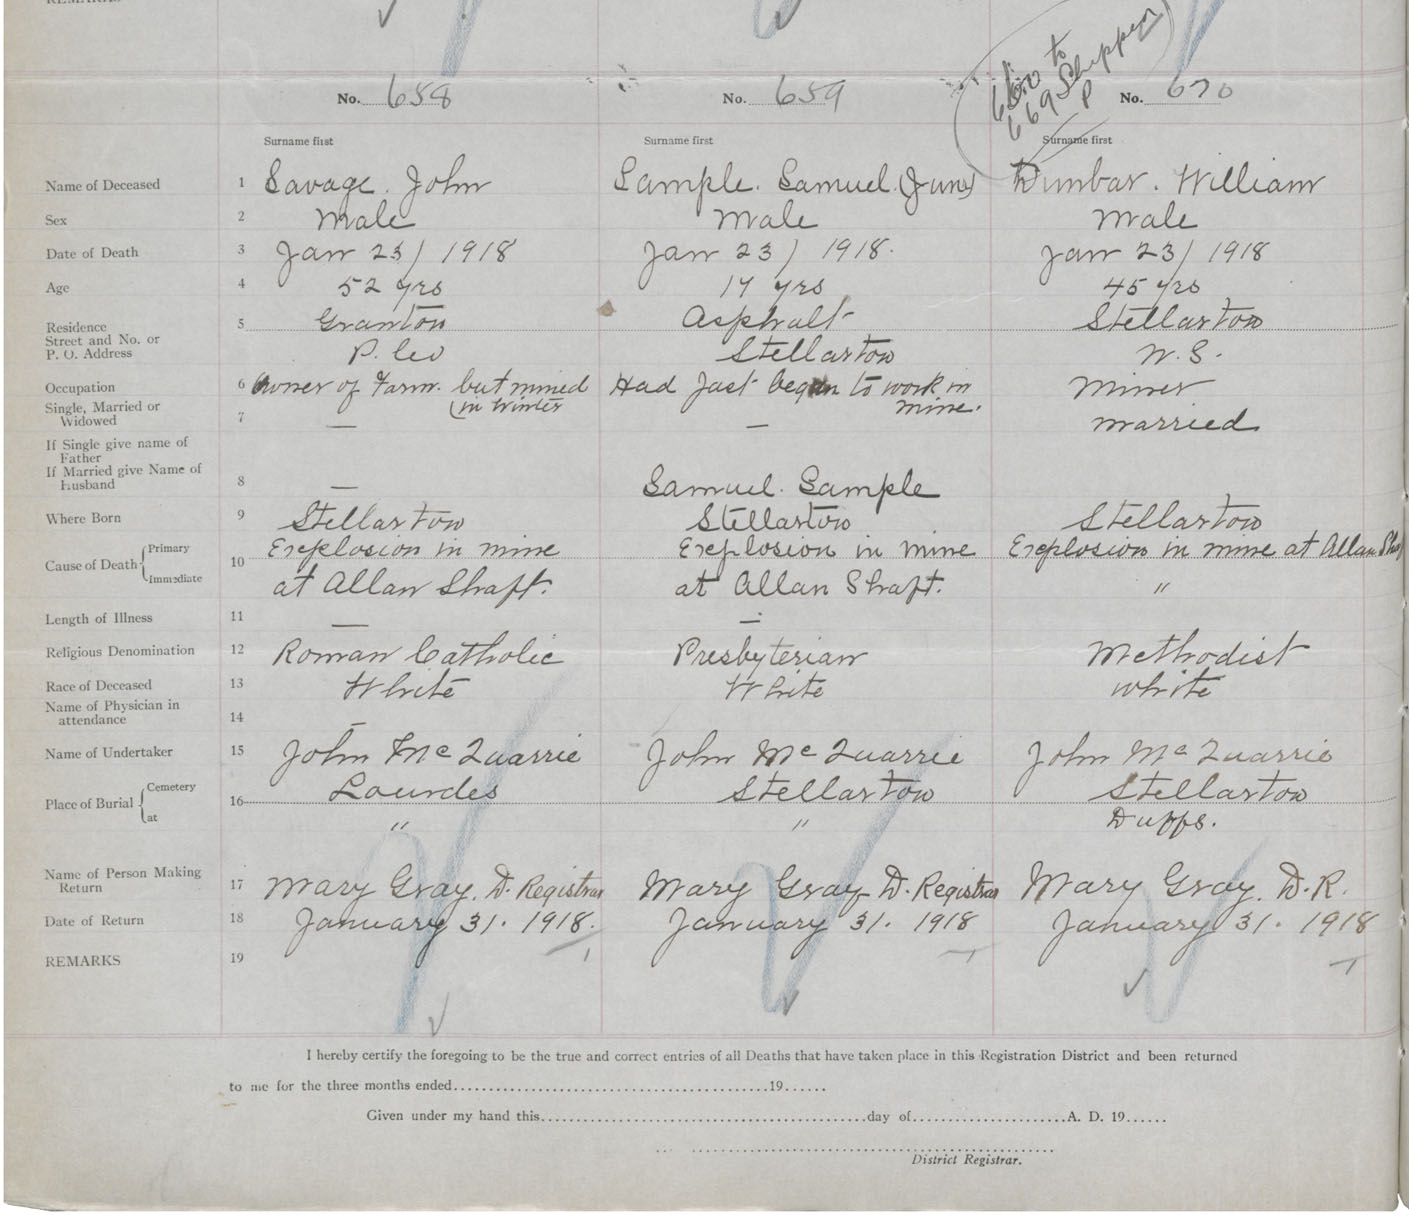 REMARKS
660 to
669 Shippen
P
No. 658
No. 659
No. 670
Surname first
Surname first
Surname first
Name of Deceased 1 Savage. John
Sample. Samuel. (Junr)
Dunbar. William
Sex 2 Male
Male
Male
Date of Death 3 Jan 23/1918
Jan 23/1918.
Jan 23/1918
Age 4 52 yrs
17 yrs
45 yrs
Residence
Street and No. or
P. O. Address
5 Granton
P. Co
Asphalt
Stellarton
Stellarton
N.S.
Occupation 6 Owner of Farm. but mined
(in Winter
Had Just began to work in
mine.
Miner
Single, Married or
Widowed
7 —
—
Married
If Single give name of
Father
If Married give Name of
Husband
8 —
Samuel. Sample
Where Born 9 Stellarton
Stellarton
Stellarton
Cause of Death { Primary
Immediate
10 Explosion in mine
at Allan Shaft.
Explosion in mine
at Allan Shaft.
Explosion in mine at Allan Shaft
"
Length of Illness 11 —
—
Religious Denomination 12 Roman Catholic
Presbyterian
Methodist
Race of Deceased 13 White
White
White
Name of Physician in
attendance
14 —
Name of Undertaker 15 John McQuarrie
John McQuarrie
John McQuarrie
Place of Burial { Cemetery
at
16 Lourdes
"
Stellarton
"
Stellarton
Duffs.
Name of Person Making
Return
17 Mary Gray. D. Registrar
Mary Gray D. Registrar
Mary Gray. D.R.
Date of Return 18 January 31. 1918.
January 31. 1918
January 31. 1918
REMARKS 19
I hereby certify the foregoing to be the true and correct entries of all Deaths that have taken place in this Registration District and been returned
to me for the three months ended..........19......
Given under my hand this..........day of..........A. D. 19......
District Registrar.